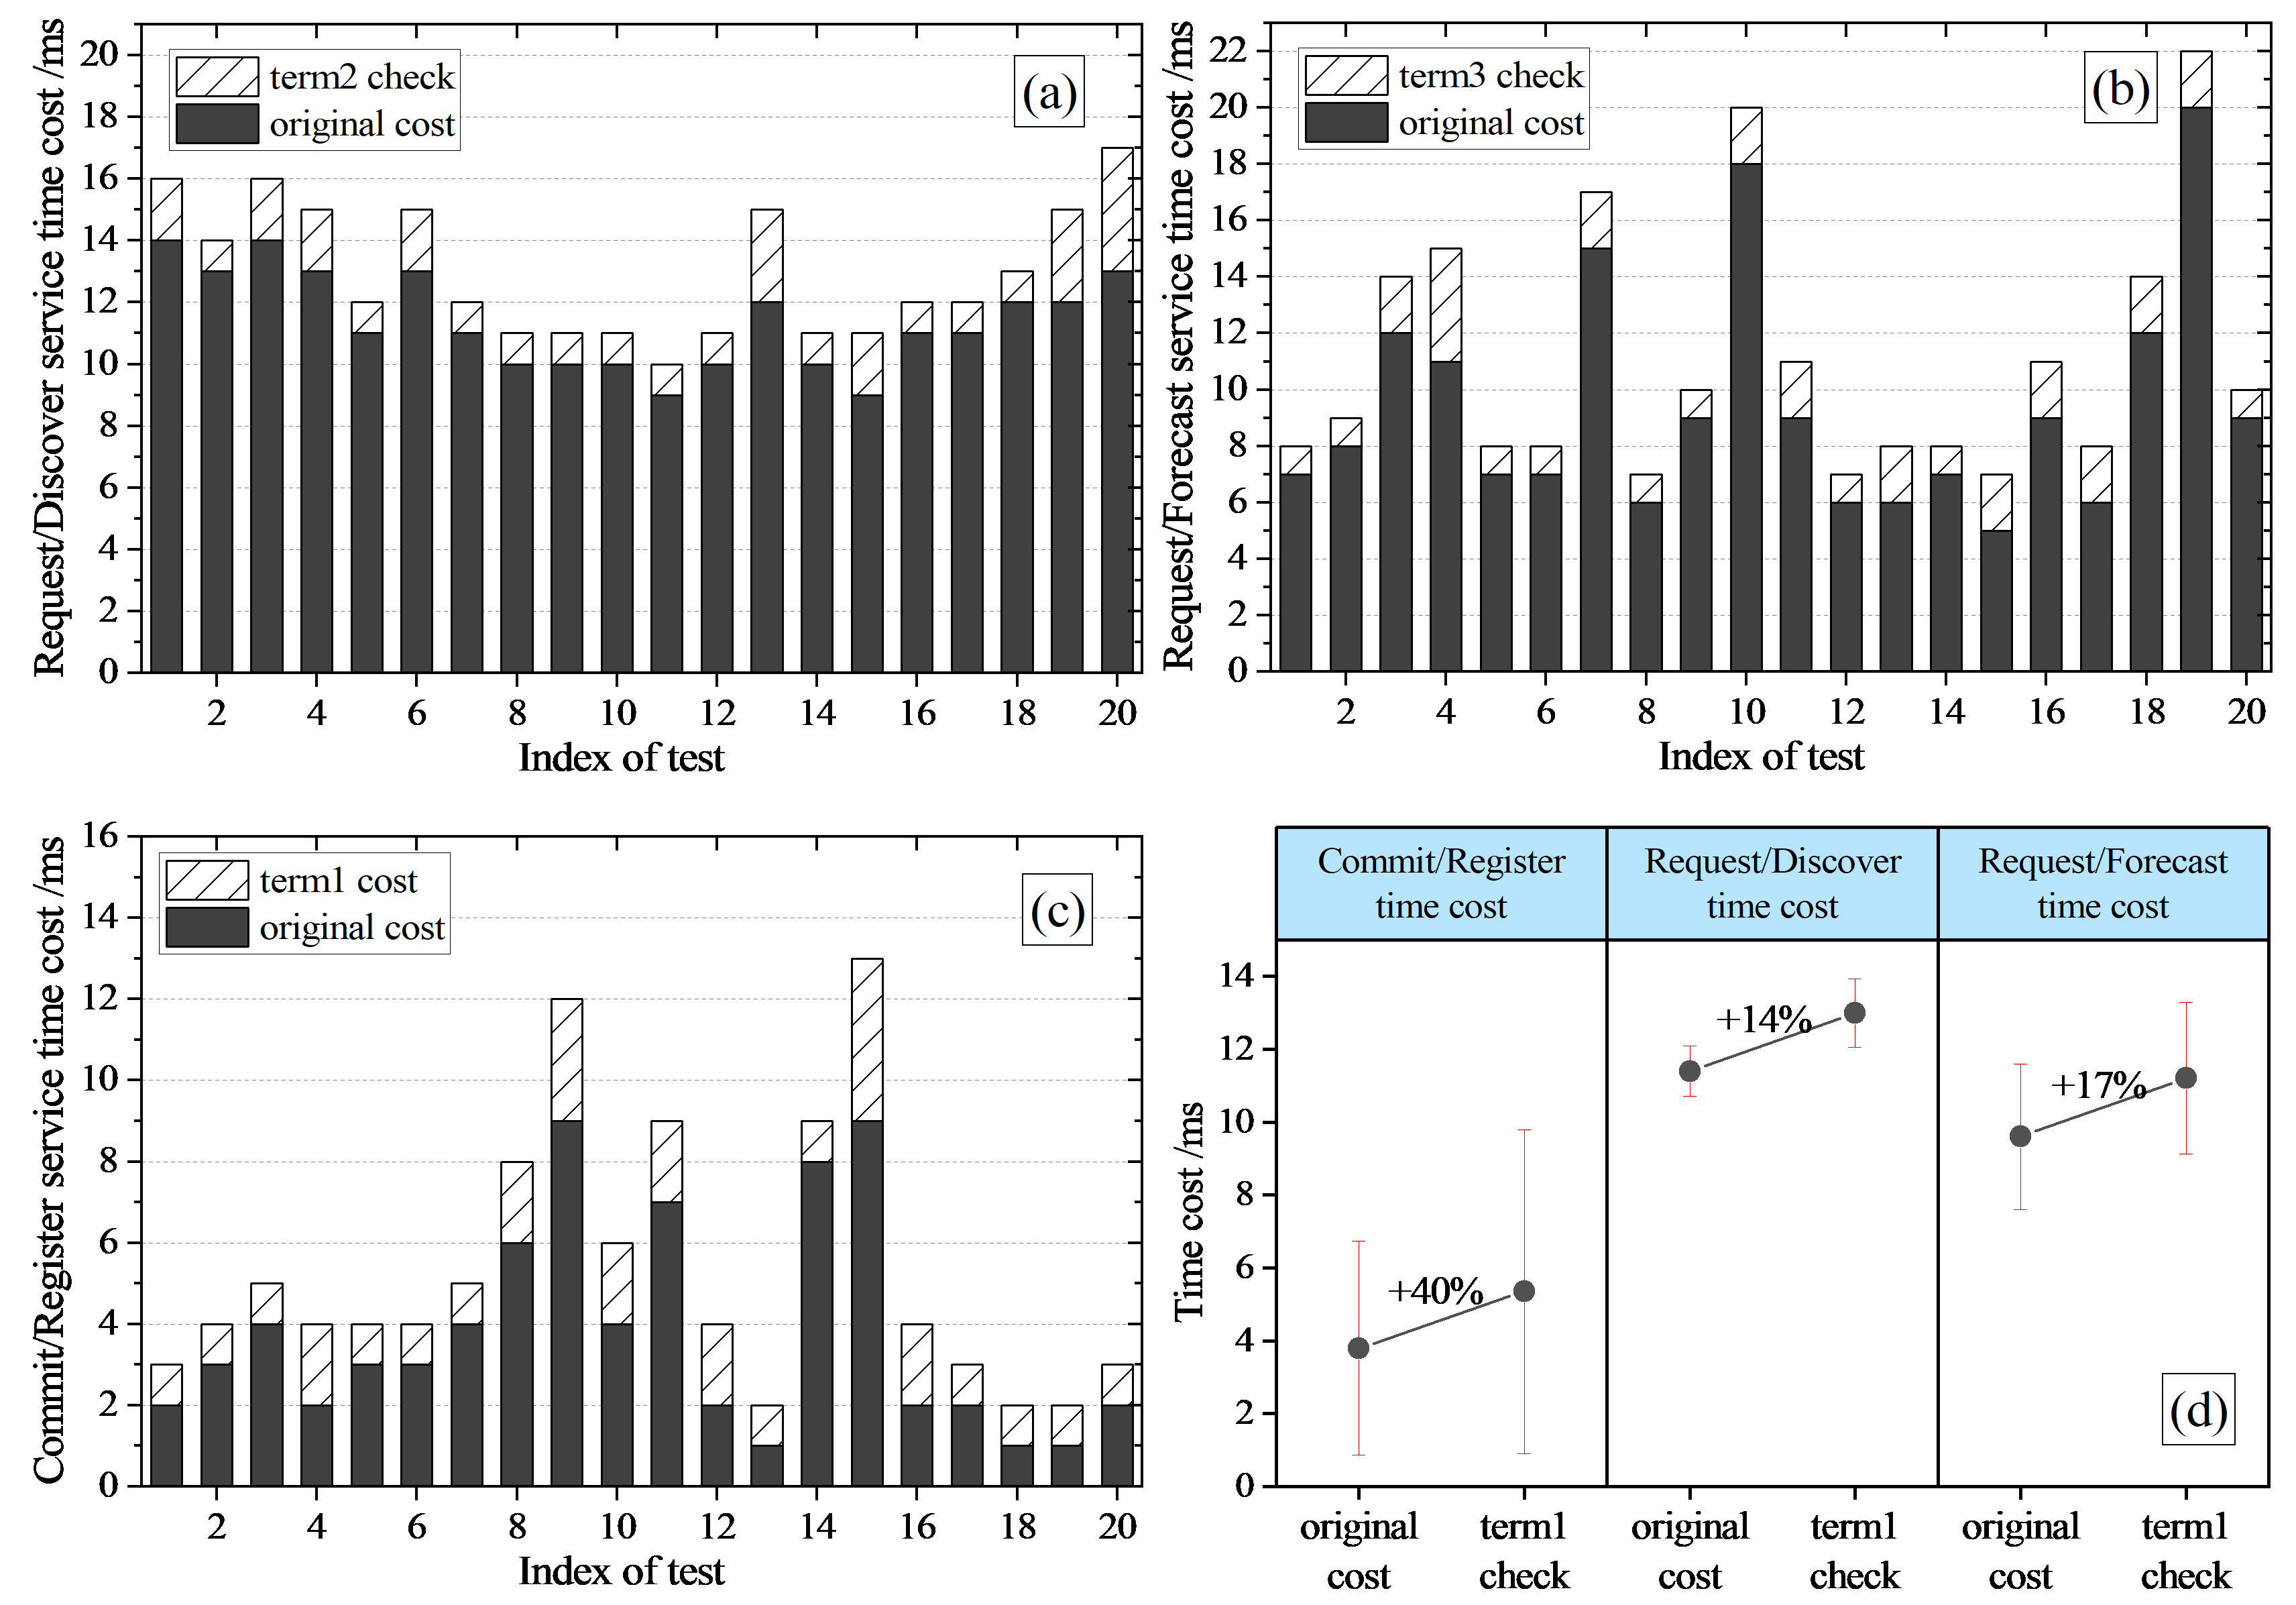 Request/Discover service time cost /ms
20
18
16
14
12
10
8
6
4
2
0
term2 check
original cost
(a)
2 4 6 8 10 12 14 16 18 20
Index of test
Request/Forecast service time cost /ms
22
20
18
16
14
12
10
8
6
4
2
0
term3 check
original cost
(b)
2 4 6 8 10 12 14 16 18 20
Index of test
Commit/Register service time cost /ms
16
14
12
10
8
6
4
2
0
term1 cost
original cost
(c)
2 4 6 8 10 12 14 16 18 20
Index of test
Commit/Register
time cost
Request/Discover
time cost
Request/Forecast
time cost
Time cost /ms
14
12
10
8
6
4
2
0
+40%
+14%
+17%
(d)
original
cost
term1
check
original
cost
term1
check
original
cost
term1
check